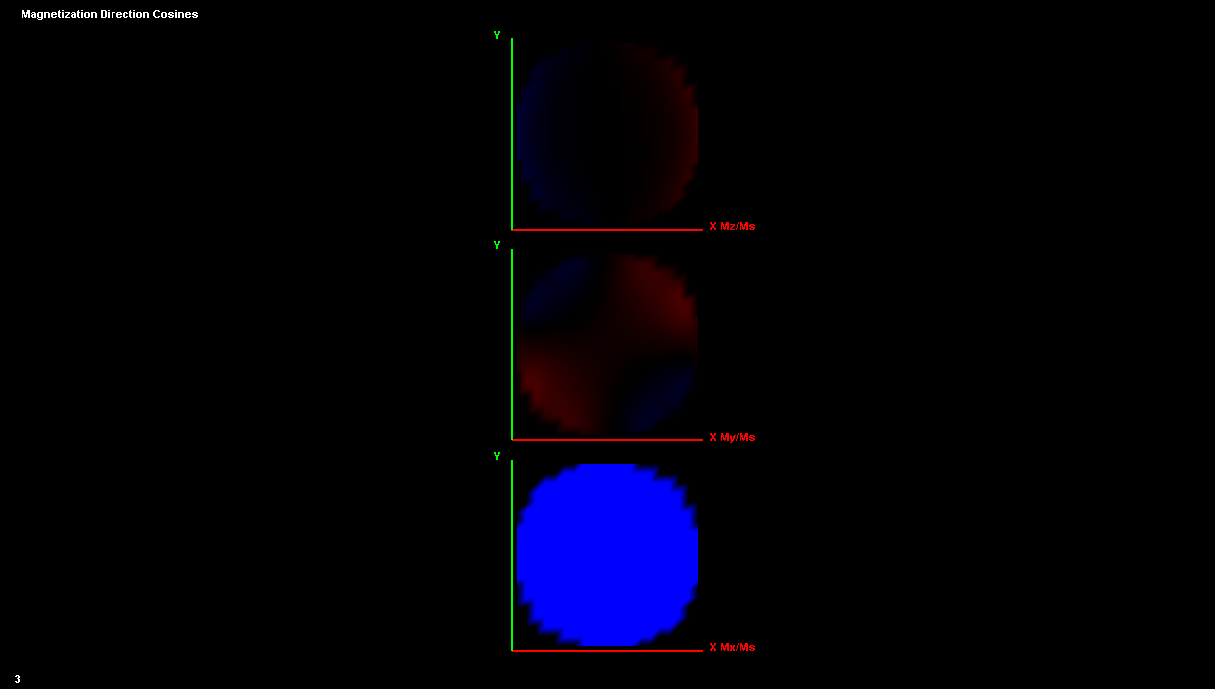 Magnetization Direction Cosines
Y
X Mz/Ms
Y
X My/Ms
Y
X Mx/Ms
3